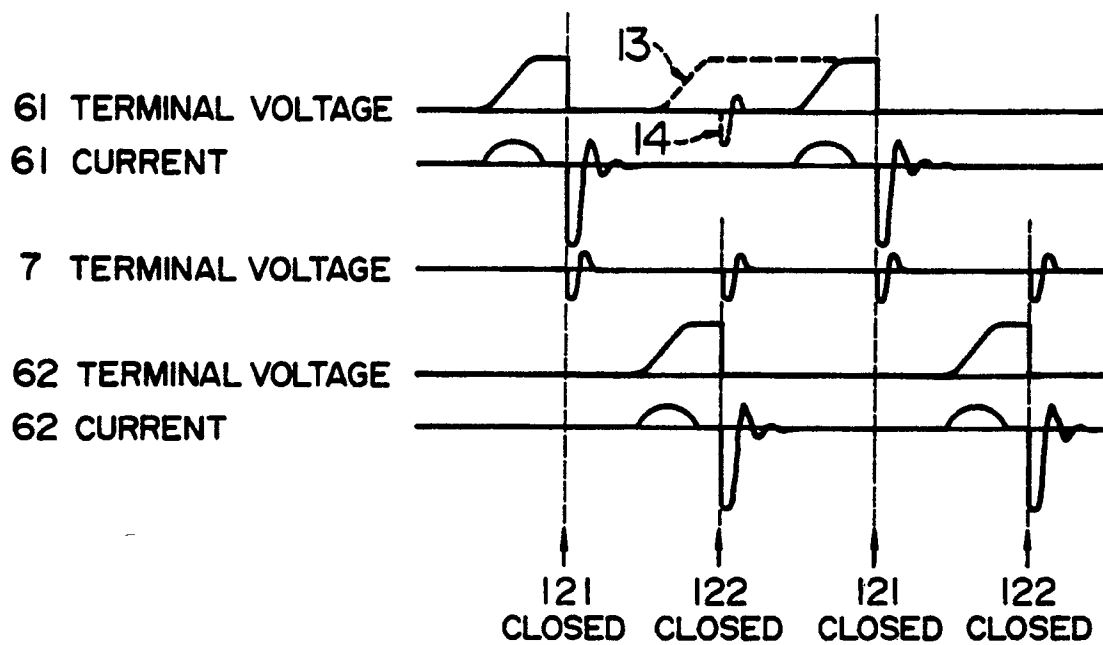 13
61 TERMINAL VOLTAGE
14
61 CURRENT
7 TERMINAL VOLTAGE
62 TERMINAL VOLTAGE
62 CURRENT
121 122 121 122
CLOSED CLOSED CLOSED CLOSED